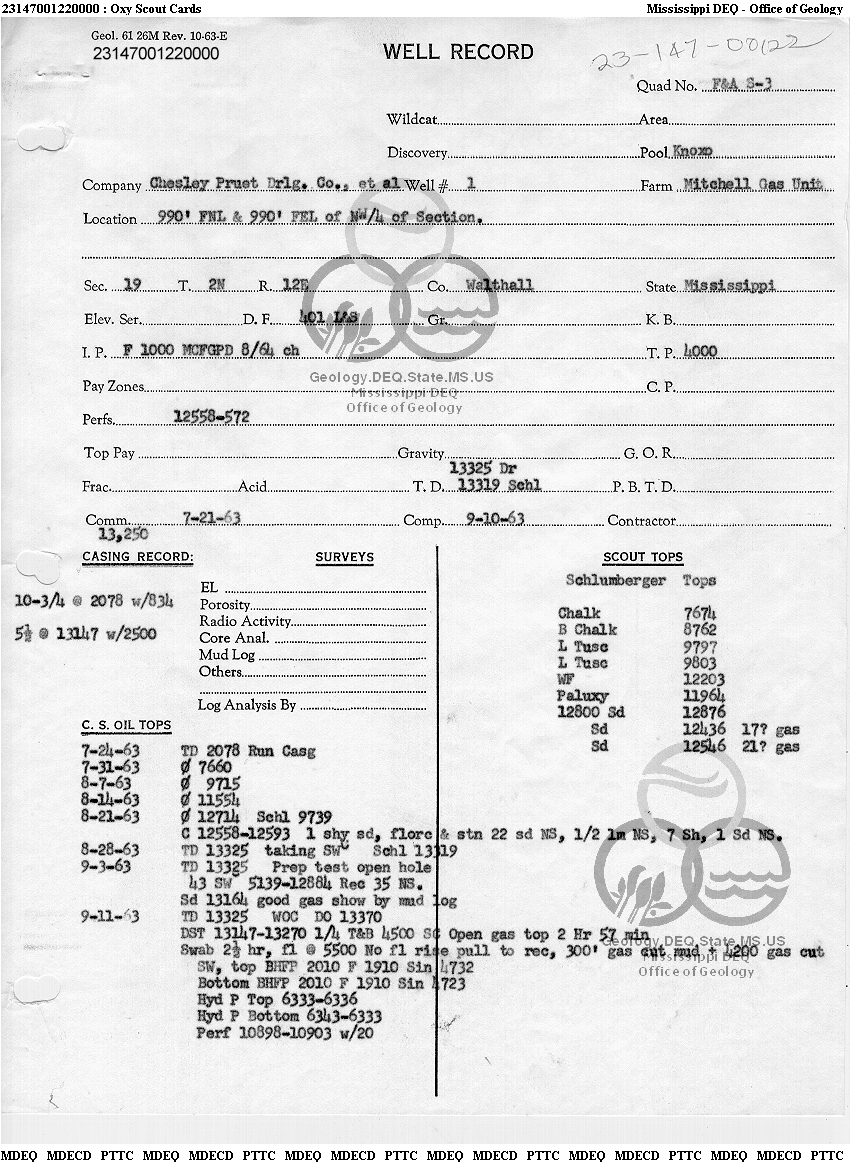 23147001220000 : Oxy Scout Cards Mississippi DEQ - Office of Geology
Geol. 61 26M Rev. 10-63-E
23147001220000
WELL RECORD
23-147-00122
Quad No. F&A S-3
Wildcat Area
Discovery Pool Knoxo
Company Chesley Pruet Drlg. Co., et al Well # 1 Farm Mitchell Gas Unit
Location 990' FNL & 990' FEL of NW/4 of Section.
Sec. 19 T. 2N R. 12E Co. Walthall State Mississippi
Elev. Ser. D. F. 401 L&S Gr. K. B.
I. P. F 1000 MCFGPD 8/64 ch T. P. 4000
Geology.DEQ.State.MS.US
Pay Zones C. P.
Mississippi DEQ
Office of Geology
Perfs. 12558-572
Top Pay Gravity G. O. R.
13325 Dr
Frac. Acid T. D. 13319 Schl P. B. T. D.
Comm. 7-21-63 Comp. 9-10-63 Contractor
13,250
CASING RECORD: SURVEYS SCOUT TOPS
Schlumberger Tops
EL
10-3/4 @ 2078 w/834
Porosity
Chalk 7674
Radio Activity
B Chalk 8762
5½ @ 13147 w/2500
Core Anal.
L Tusc 9797
Mud Log
L Tusc 9803
Others
WF 12203
Paluxy 11964
Log Analysis By
12800 Sd 12876
C. S. OIL TOPS
Sd 12436 17? gas
Sd 12546 21? gas
7-24-63 TD 2078 Run Casg
7-31-63 Ø 7660
8-7-63 Ø 9715
8-14-63 Ø 11554
8-21-63 Ø 12714 Schl 9739
C 12558-12593 1 shy sd, florc & stn 22 sd NS, 1/2 lm NS, 7 Sh, 1 Sd NS.
8-28-63 TD 13325 taking SWC Schl 13319
9-3-63 TD 13325 Prep test open hole
43 SW 5139-12884 Rec 35 NS.
Sd 13164 good gas show by mud log
9-11-63 TD 13325 WOC DO 13370
DST 13147-13270 1/4 T&B 4500 SC Open gas top 2 Hr 57 min
Geology.DEQ.State.MS.US
Swab 2½ hr, fl @ 5500 No fl rise pull to rec, 300' gas cut mud + 4200 gas cut
Mississippi DEQ
SW, top BHFP 2010 F 1910 Sin 4732
Office of Geology
Bottom BHFP 2010 F 1910 Sin 4723
Hyd P Top 6333-6336
Hyd P Bottom 6343-6333
Perf 10898-10903 w/20
MDEQ MDECD PTTC MDEQ MDECD PTTC MDEQ MDECD PTTC MDEQ MDECD PTTC MDEQ MDECD PTTC MDEQ MDECD PTTC